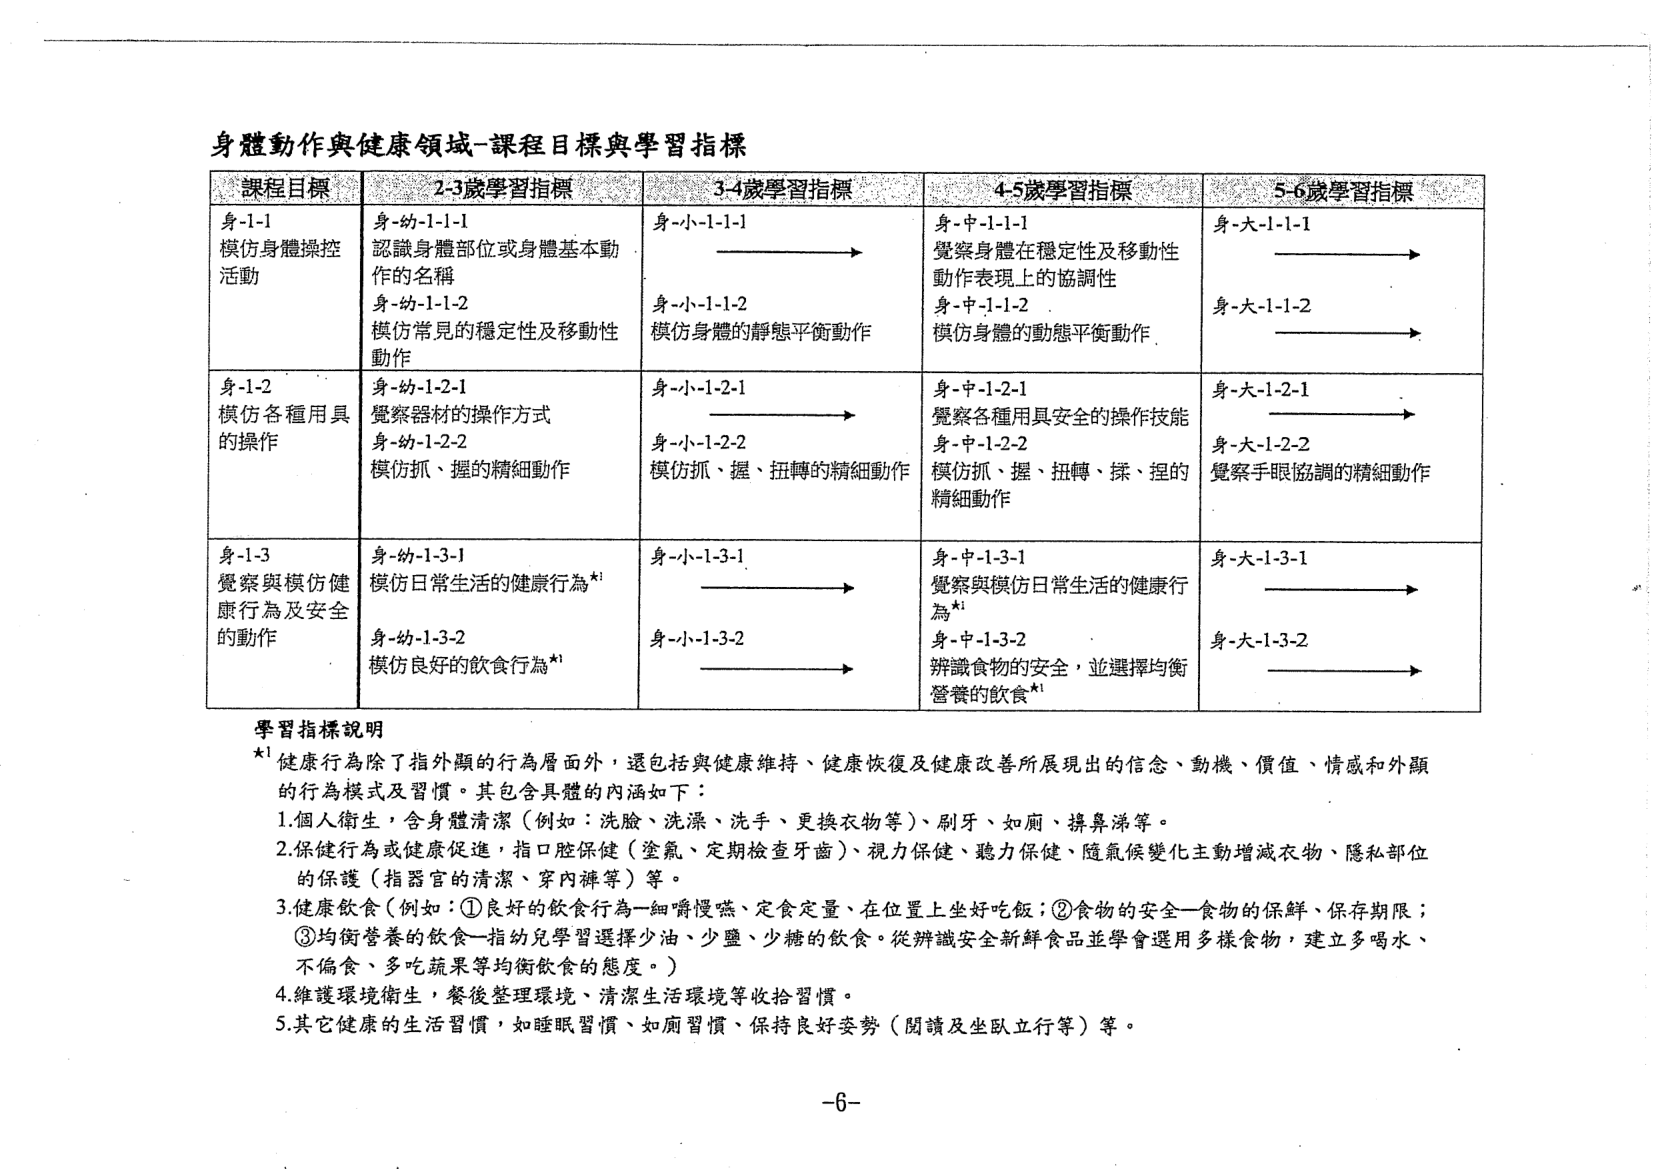 身體動作與健康領域-課程目標與學習指標
課程目標 2-3歲學習指標 3-4歲學習指標 4-5歲學習指標 5-6歲學習指標
身-1-1 身-幼-1-1-1 身-小-1-1-1 身-中-1-1-1 身-大-1-1-1
模仿身體操控 認識身體部位或身體基本動 → 覺察身體在穩定性及移動性 →
活動 作的名稱 動作表現上的協調性
身-幼-1-1-2 身-小-1-1-2 身-中-1-1-2 身-大-1-1-2
模仿常見的穩定性及移動性 模仿身體的靜態平衡動作 模仿身體的動態平衡動作 →
動作
身-1-2 身-幼-1-2-1 身-小-1-2-1 身-中-1-2-1 身-大-1-2-1
模仿各種用具 覺察器材的操作方式 → 覺察各種用具安全的操作技能 →
的操作 身-幼-1-2-2 身-小-1-2-2 身-中-1-2-2 身-大-1-2-2
模仿抓、握的精細動作 模仿抓、握、扭轉的精細動作 模仿抓、握、扭轉、揉、捏的 覺察手眼協調的精細動作
精細動作
身-1-3 身-幼-1-3-1 身-小-1-3-1 身-中-1-3-1 身-大-1-3-1
覺察與模仿健 模仿日常生活的健康行為★1 → 覺察與模仿日常生活的健康行 →
康行為及安全 為★1
的動作 身-幼-1-3-2 身-小-1-3-2 身-中-1-3-2 身-大-1-3-2
模仿良好的飲食行為★1 → 辨識食物的安全，並選擇均衡 →
營養的飲食★1
學習指標說明
★1健康行為除了指外顯的行為層面外，還包括與健康維持、健康恢復及健康改善所展現出的信念、動機、價值、情感和外顯
的行為模式及習慣。其包含具體的內涵如下：
1.個人衛生，含身體清潔（例如：洗臉、洗澡、洗手、更換衣物等）、刷牙、如廁、擤鼻涕等。
2.保健行為或健康促進，指口腔保健（塗氟、定期檢查牙齒）、視力保健、聽力保健、隨氣候變化主動增減衣物、隱私部位
的保護（指器官的清潔、穿內褲等）等。
3.健康飲食（例如：①良好的飲食行為—細嚼慢嚥、定食定量、在位置上坐好吃飯；②食物的安全—食物的保鮮、保存期限；
③均衡營養的飲食—指幼兒學習選擇少油、少鹽、少糖的飲食。從辨識安全新鮮食品並學會選用多樣食物，建立多喝水、
不偏食、多吃蔬果等均衡飲食的態度。）
4.維護環境衛生，餐後整理環境、清潔生活環境等收拾習慣。
5.其它健康的生活習慣，如睡眠習慣、如廁習慣、保持良好姿勢（閱讀及坐臥立行等）等。
-6-